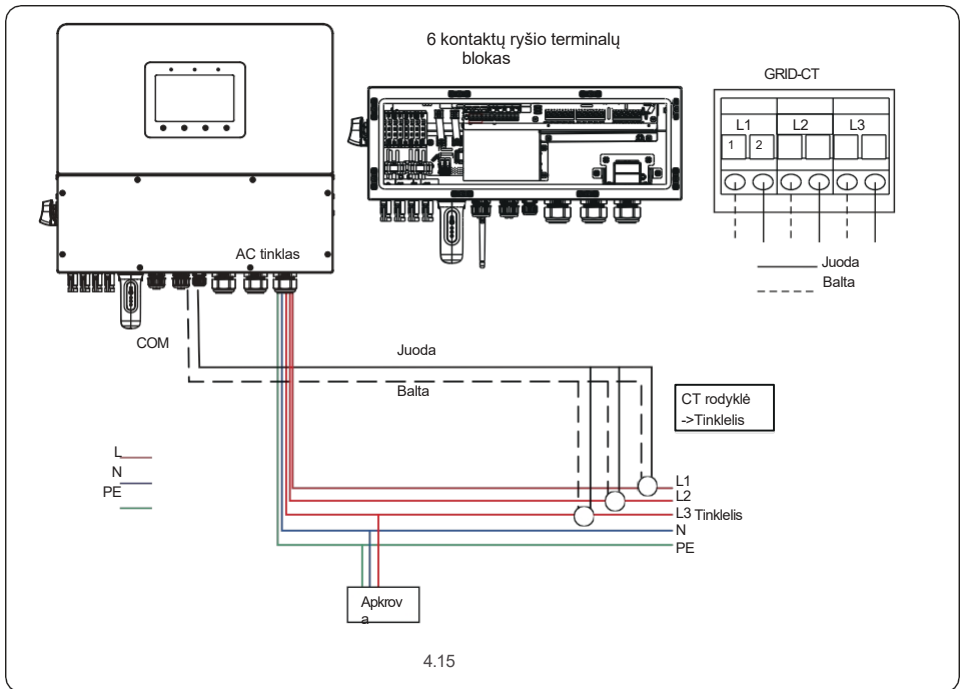 6 kontaktų ryšio terminalų
blokas
GRID-CT
L1 L2 L3
1 2
Juoda
Balta
AC tinklas
COM
Juoda
Balta
CT rodyklė
->Tinklelis
L
N
PE
L1
L2
L3 Tinklelis
N
PE
Apkrov
a
4.15